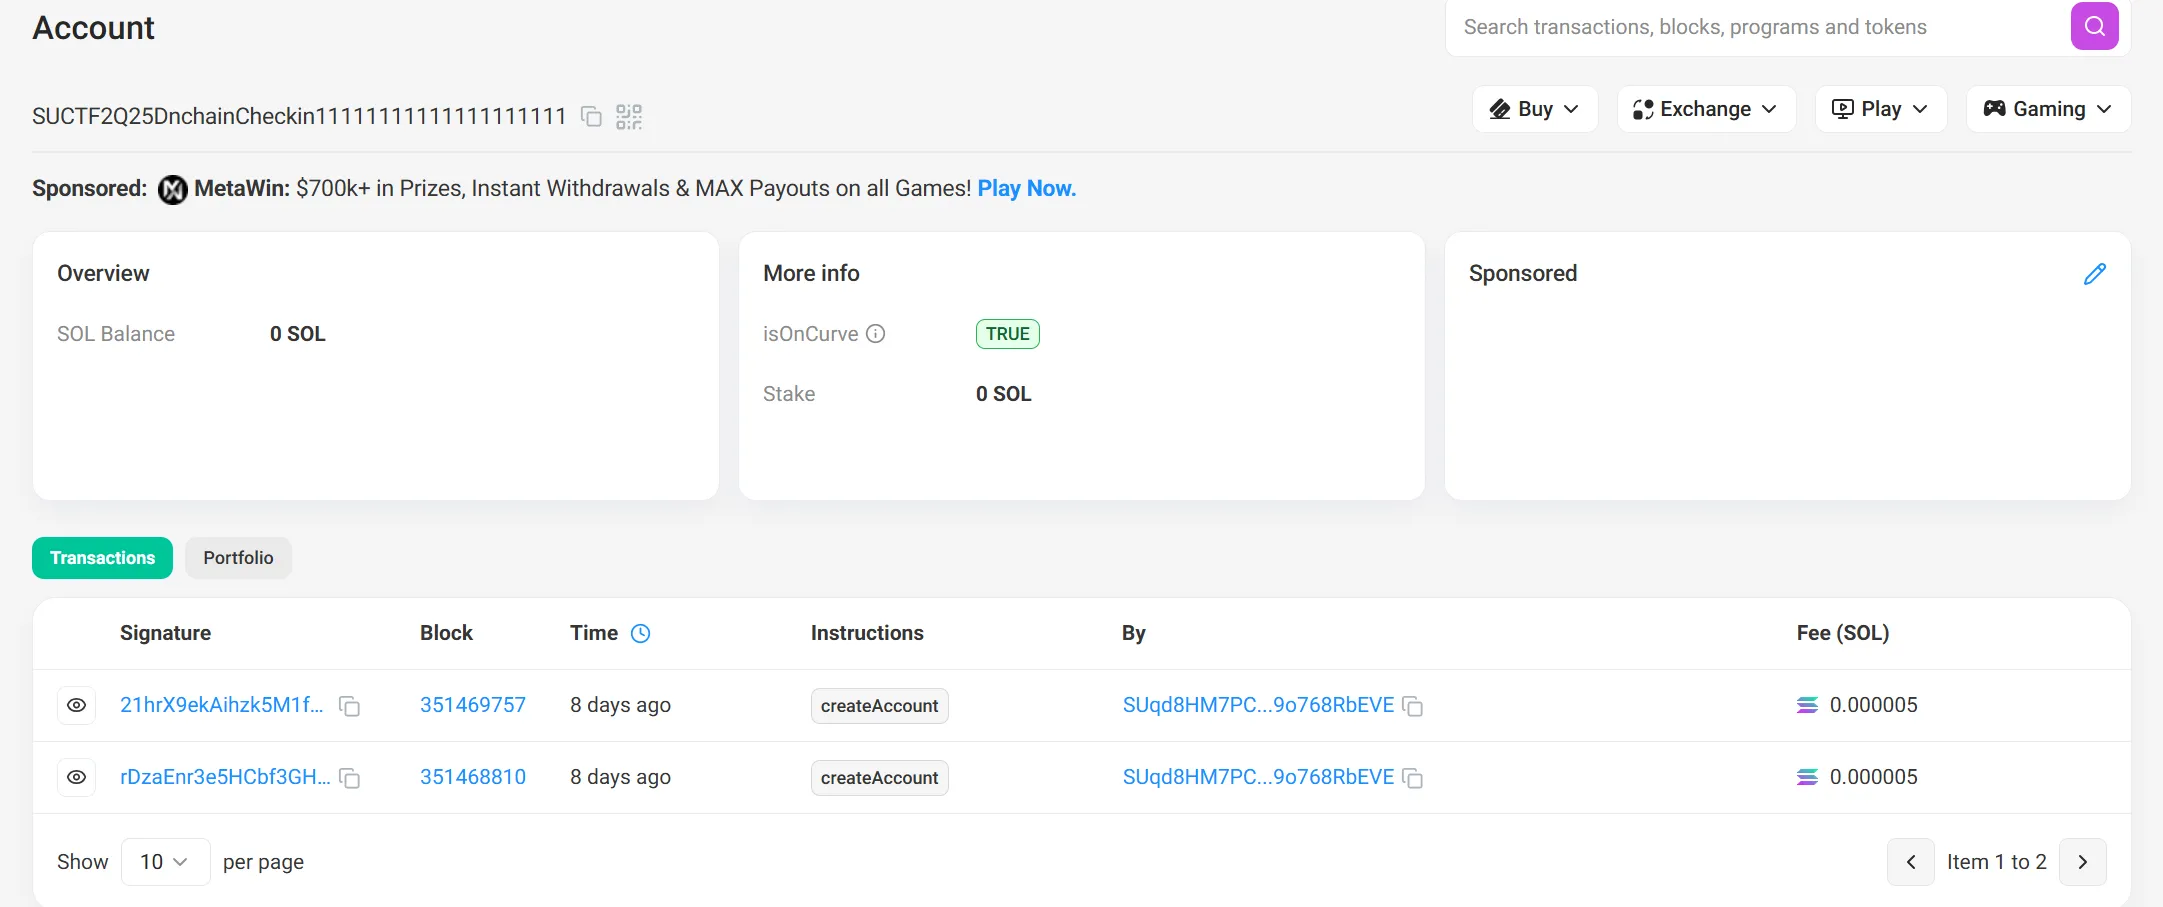 Account
Search transactions, blocks, programs and tokens
SUCTF2Q25DnchainCheckin11111111111111111111
Buy
Exchange
Play
Gaming
Sponsored: MetaWin: $700k+ in Prizes, Instant Withdrawals & MAX Payouts on all Games! Play Now.
Overview
SOL Balance 0 SOL
More info
isOnCurve TRUE
Stake 0 SOL
Sponsored
Transactions
Portfolio
Signature Block Time Instructions By Fee (SOL)
21hrX9ekAihzk5M1f... 351469757 8 days ago createAccount SUqd8HM7PC...9o768RbEVE 0.000005
rDzaEnr3e5HCbf3GH... 351468810 8 days ago createAccount SUqd8HM7PC...9o768RbEVE 0.000005
Show 10 per page
Item 1 to 2